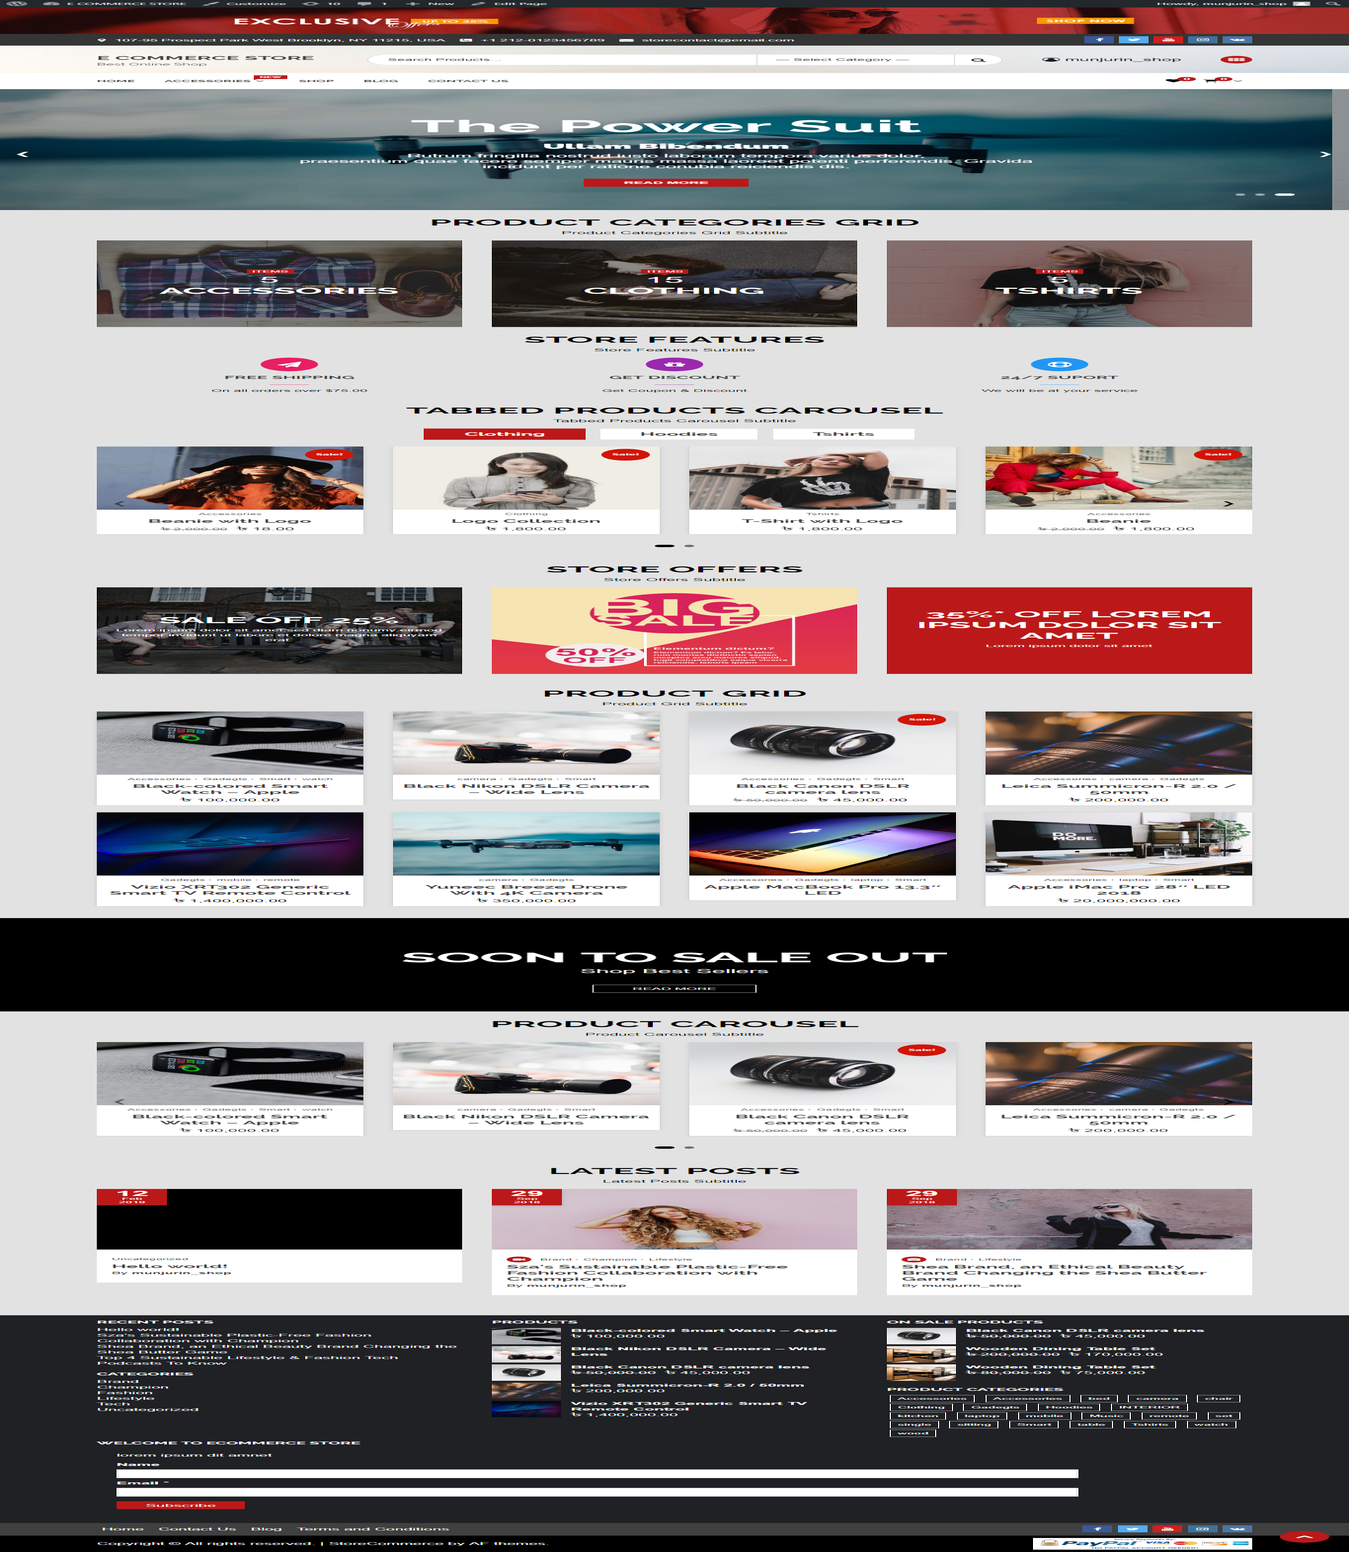 E COMMERCE STORE Customize 10 1 New Edit Page Howdy, munjurin_shop
EXCLUSIVE UP TO 35% SHOP NOW
107-95 Prospect Park West Brooklyn, NY 11215, USA +1 212-0123456789 storecontact@email.com
E COMMERCE STORE
Best Online Shop
Search Products... — Select Category — munjurin_shop
NEW
HOME ACCESSORIES SHOP BLOG CONTACT US 0 0
The Power Suit
Ullam Bibendum
Rutrum fringilla nostrud justo laborum tempora varius dolor,
praesentium quae facere semper mauris massa laoreet potenti perferendis. Gravida
incidunt per ratione conubia reiciendis dis.
READ MORE
PRODUCT CATEGORIES GRID
Product Categories Grid Subtitle
ITEMS ITEMS ITEMS
5 15 5
ACCESSORIES CLOTHING TSHIRTS
STORE FEATURES
Store Features Subtitle
FREE SHIPPING GET DISCOUNT 24/7 SUPORT
On all orders over $75.00 Get Coupon & Discount We will be at your service
TABBED PRODUCTS CAROUSEL
Tabbed Products Carousel Subtitle
Clothing Hoodies Tshirts
Sale! Sale! Sale!
Accessories Clothing Tshirts Accessories
Beanie with Logo Logo Collection T-Shirt with Logo Beanie
৳ 2,000.00 ৳ 18.00 ৳ 1,800.00 ৳ 1,800.00 ৳ 2,000.00 ৳ 1,800.00
STORE OFFERS
Store Offers Subtitle
SALE OFF 25%
Lorem ipsum dolor sit amet,sed diam nonumy eirmod
tempor invidunt ut labore et dolore magna aliquyam
erat
BIG
SALE
50%
OFF
Elementum dictum?
35%* OFF LOREM
IPSUM DOLOR SIT
AMET
Lorem ipsum dolor sit amet
PRODUCT GRID
Product Grid Subtitle
Sale!
Accessories · Gadegts · Smart · watch camera · Gadegts · Smart Accessories · Gadegts · Smart Accessories · camera · Gadegts
Black-colored Smart Black Nikon DSLR Camera Black Canon DSLR Leica Summicron-R 2.0 /
Watch – Apple – Wide Lens camera lens 50mm
৳ 100,000.00 ৳ 50,000.00 ৳ 45,000.00 ৳ 200,000.00
DO
MORE.
Gadegts · mobile · remote camera · Gadegts Accessories · Gadegts · laptop · Smart Accessories · laptop · Smart
Vizio XRT302 Generic Yuneec Breeze Drone Apple MacBook Pro 13.3″ Apple iMac Pro 28″ LED
Smart TV Remote Control With 4K Camera LED 2018
৳ 1,400,000.00 ৳ 350,000.00 ৳ 20,000,000.00
SOON TO SALE OUT
Shop Best Sellers
READ MORE
PRODUCT CAROUSEL
Product Carousel Subtitle
Sale!
Accessories · Gadegts · Smart · watch camera · Gadegts · Smart Accessories · Gadegts · Smart Accessories · camera · Gadegts
Black-colored Smart Black Nikon DSLR Camera Black Canon DSLR Leica Summicron-R 2.0 /
Watch – Apple – Wide Lens camera lens 50mm
৳ 100,000.00 ৳ 50,000.00 ৳ 45,000.00 ৳ 200,000.00
LATEST POSTS
Latest Posts Subtitle
12
Feb
2019
Uncategorized
Hello world!
By munjurin_shop
29
Sep
2018
Brand · Champion · Lifestyle
Sza's Sustainable Plastic-Free
Fashion Collaboration with
Champion
By munjurin_shop
29
Sep
2018
Brand · Lifestyle
Shea Brand, an Ethical Beauty
Brand Changing the Shea Butter
Game
By munjurin_shop
RECENT POSTS
Hello world!
Sza's Sustainable Plastic-Free Fashion
Collaboration with Champion
Shea Brand, an Ethical Beauty Brand Changing the
Shea Butter Game
Top 4 Sustainable Lifestyle & Fashion Tech
Podcasts To Know
CATEGORIES
Brand
Champion
Fashion
Lifestyle
Tech
Uncategorized
PRODUCTS
Black-colored Smart Watch – Apple
৳ 100,000.00
Black Nikon DSLR Camera – Wide
Lens
Black Canon DSLR camera lens
৳ 50,000.00 ৳ 45,000.00
Leica Summicron-R 2.0 / 50mm
৳ 200,000.00
Vizio XRT302 Generic Smart TV
Remote Control
৳ 1,400,000.00
ON SALE PRODUCTS
Black Canon DSLR camera lens
৳ 50,000.00 ৳ 45,000.00
Wooden Dining Table Set
৳ 200,000.00 ৳ 170,000.00
Wooden Dining Table Set
৳ 80,000.00 ৳ 75,000.00
PRODUCT CATEGORIES
Accessories Accessories bed camera chair
Clothing Gadegts Hoodies INTERIOR
kitchen laptop mobile Music remote set
single sitting Smart table Tshirts watch
wood
WELCOME TO ECOMMERCE STORE
lorem ipsum dit amnet
Name
Email *
Subscribe
Home Contact Us Blog Terms and Conditions
Copyright © All rights reserved. | StoreCommerce by AF themes.
PayPal VISA